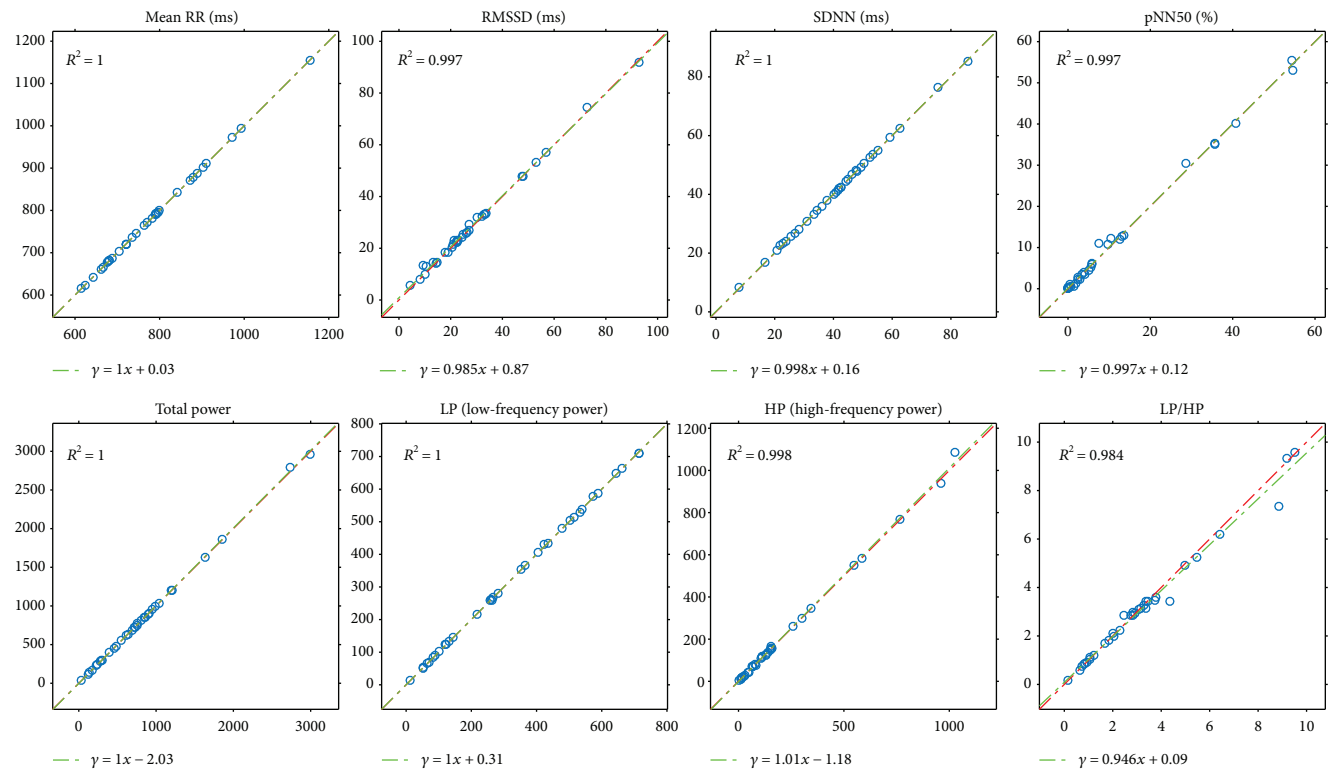 Mean RR (ms) RMSSD (ms) SDNN (ms) pNN50 (%)
R² = 1 R² = 0.997 R² = 1 R² = 0.997
1200 1100 1000 900 800 700 600
100 80 60 40 20 0
80 60 40 20 0
60 50 40 30 20 10 0
600 800 1000 1200
0 20 40 60 80 100
0 20 40 60 80
0 20 40 60
γ = 1x + 0.03 γ = 0.985x + 0.87 γ = 0.998x + 0.16 γ = 0.997x + 0.12
Total power LP (low-frequency power) HP (high-frequency power) LP/HP
R² = 1 R² = 1 R² = 0.998 R² = 0.984
3000 2500 2000 1500 1000 500 0
800 700 600 500 400 300 200 100 0
1200 1000 800 600 400 200 0
10 8 6 4 2 0
0 1000 2000 3000
0 200 400 600 800
0 500 1000
0 2 4 6 8 10
γ = 1x − 2.03 γ = 1x + 0.31 γ = 1.01x − 1.18 γ = 0.946x + 0.09